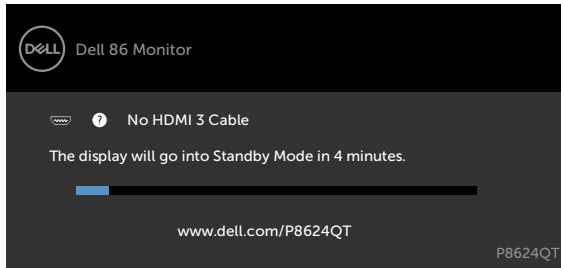 DELL
Dell 86 Monitor
? No HDMI 3 Cable
The display will go into Standby Mode in 4 minutes.
www.dell.com/P8624QT
P8624QT